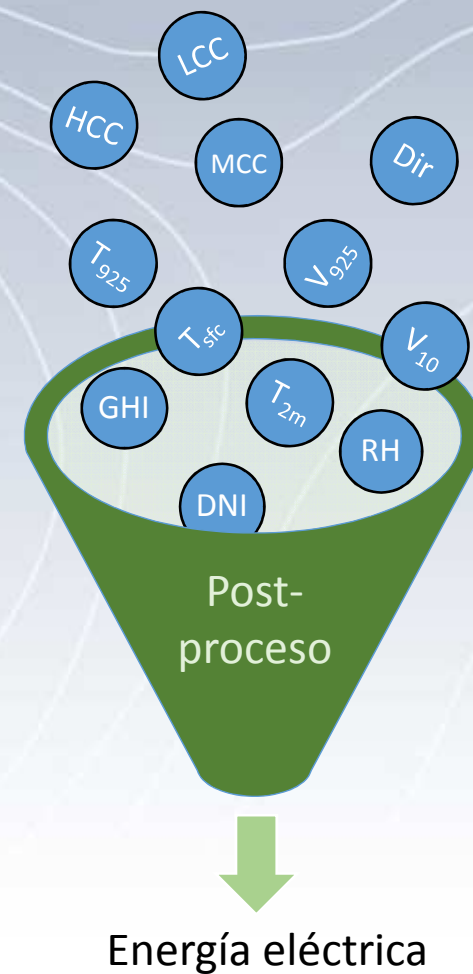 LCC
HCC
MCC
Dir
T925
V925
Tsfc
V10
GHI
T2m
RH
DNI
Post-
proceso
Energía eléctrica